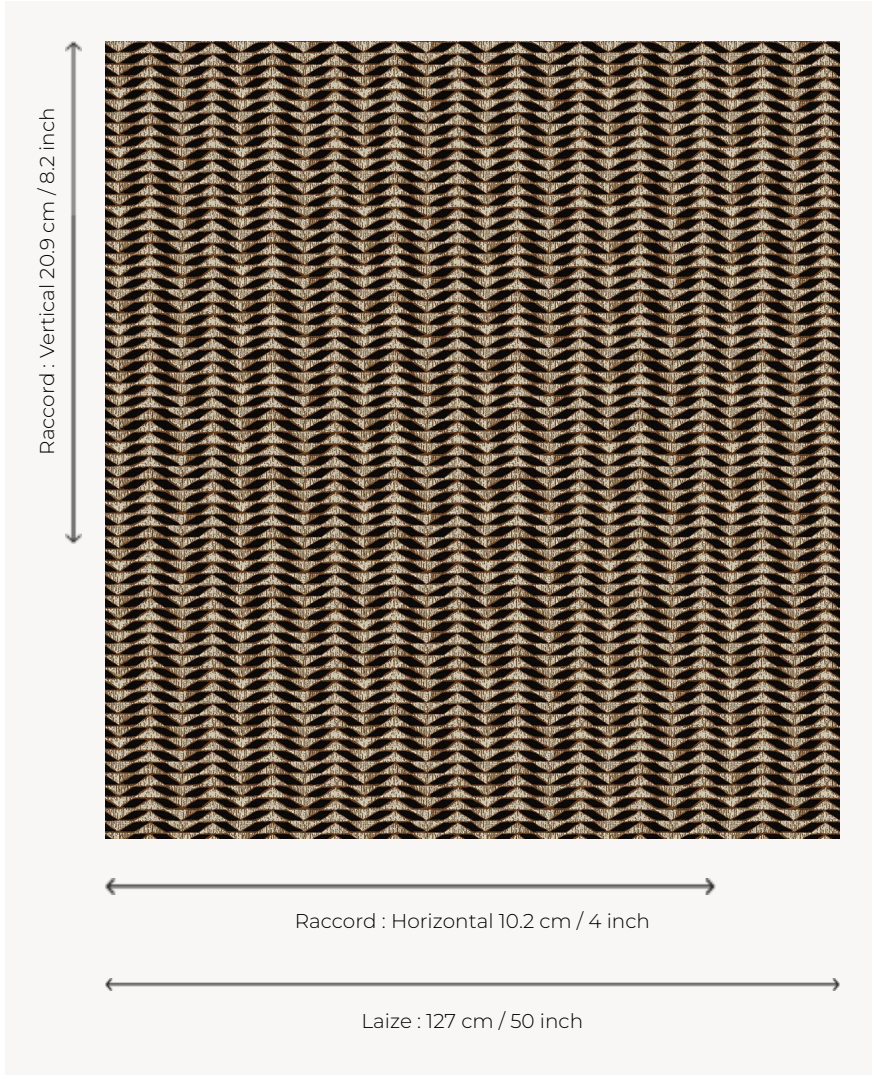 Raccord : Vertical 20.9 cm / 8.2 inch
Raccord : Horizontal 10.2 cm / 4 inch
Laize : 127 cm / 50 inch